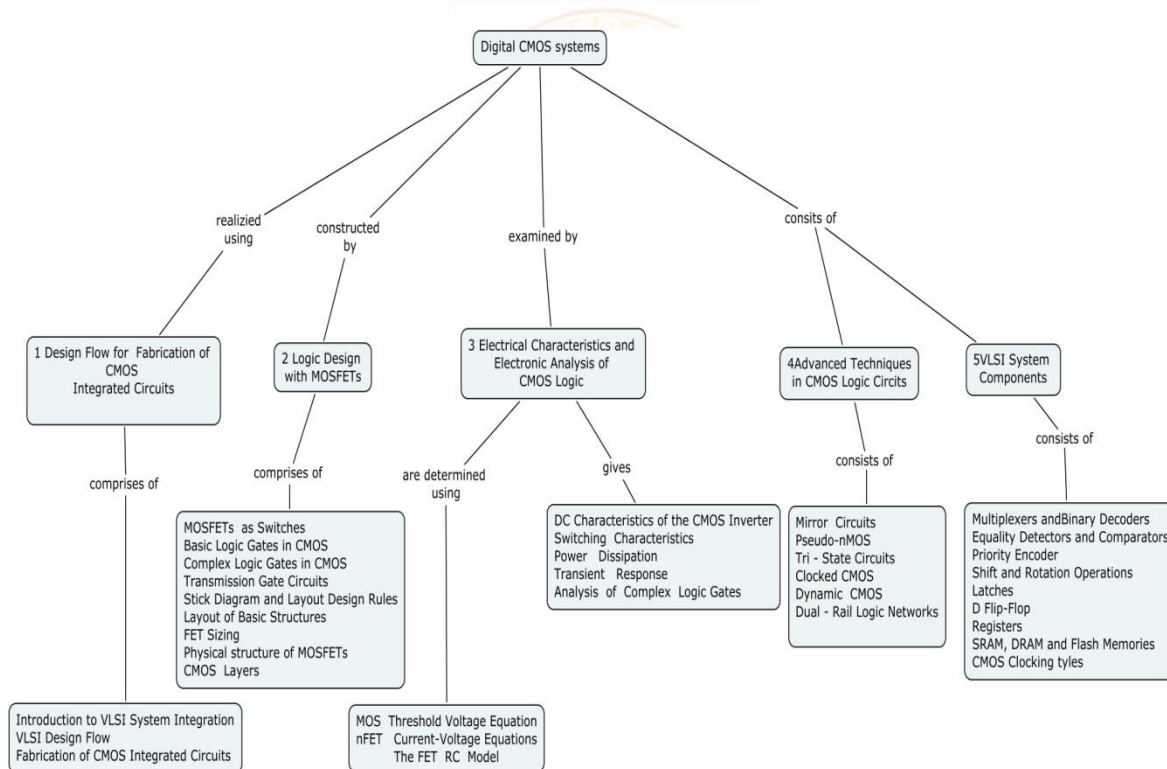 Digital CMOS systems
realizied
using
constructed
by
examined by
consits of
1 Design Flow for Fabrication of
CMOS
Integrated Circuits
2 Logic Design
with MOSFETs
3 Electrical Characteristics and
Electronic Analysis of
CMOS Logic
4Advanced Techniques
in CMOS Logic Circits
5VLSI System
Components
comprises of
comprises of
are determined
using
gives
consists of
consists of
MOSFETs as Switches
Basic Logic Gates in CMOS
Complex Logic Gates in CMOS
Transmission Gate Circuits
Stick Diagram and Layout Design Rules
Layout of Basic Structures
FET Sizing
Physical structure of MOSFETs
CMOS Layers
DC Characteristics of the CMOS Inverter
Switching Characteristics
Power Dissipation
Transient Response
Analysis of Complex Logic Gates
Mirror Circuits
Pseudo-nMOS
Tri - State Circuits
Clocked CMOS
Dynamic CMOS
Dual - Rail Logic Networks
Multiplexers andBinary Decoders
Equality Detectors and Comparators
Priority Encoder
Shift and Rotation Operations
Latches
D Flip-Flop
Registers
SRAM, DRAM and Flash Memories
CMOS Clocking tyles
Introduction to VLSI System Integration
VLSI Design Flow
Fabrication of CMOS Integrated Circuits
MOS Threshold Voltage Equation
nFET Current-Voltage Equations
The FET RC Model